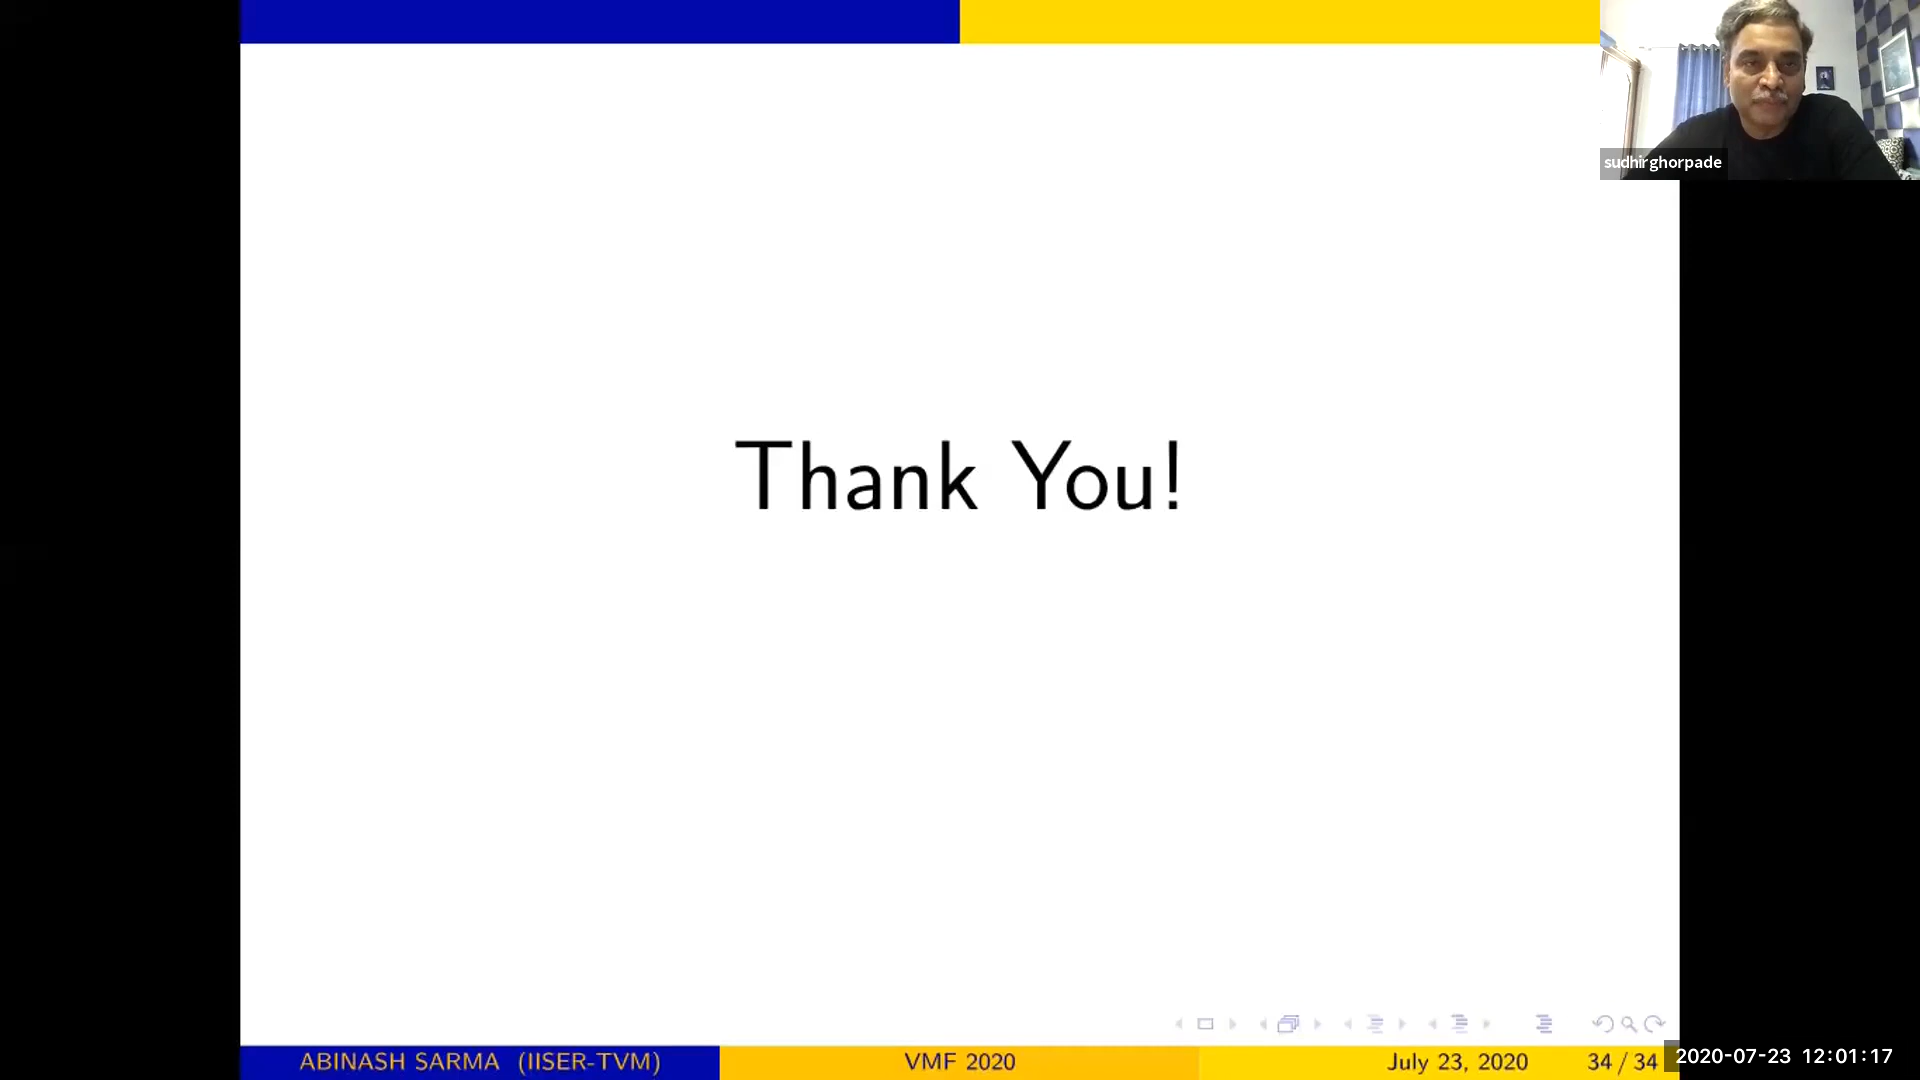 sudhirghorpade
Thank You!
ABINASH SARMA (IISER-TVM)
VMF 2020
July 23, 2020
34 / 34
2020-07-23 12:01:17